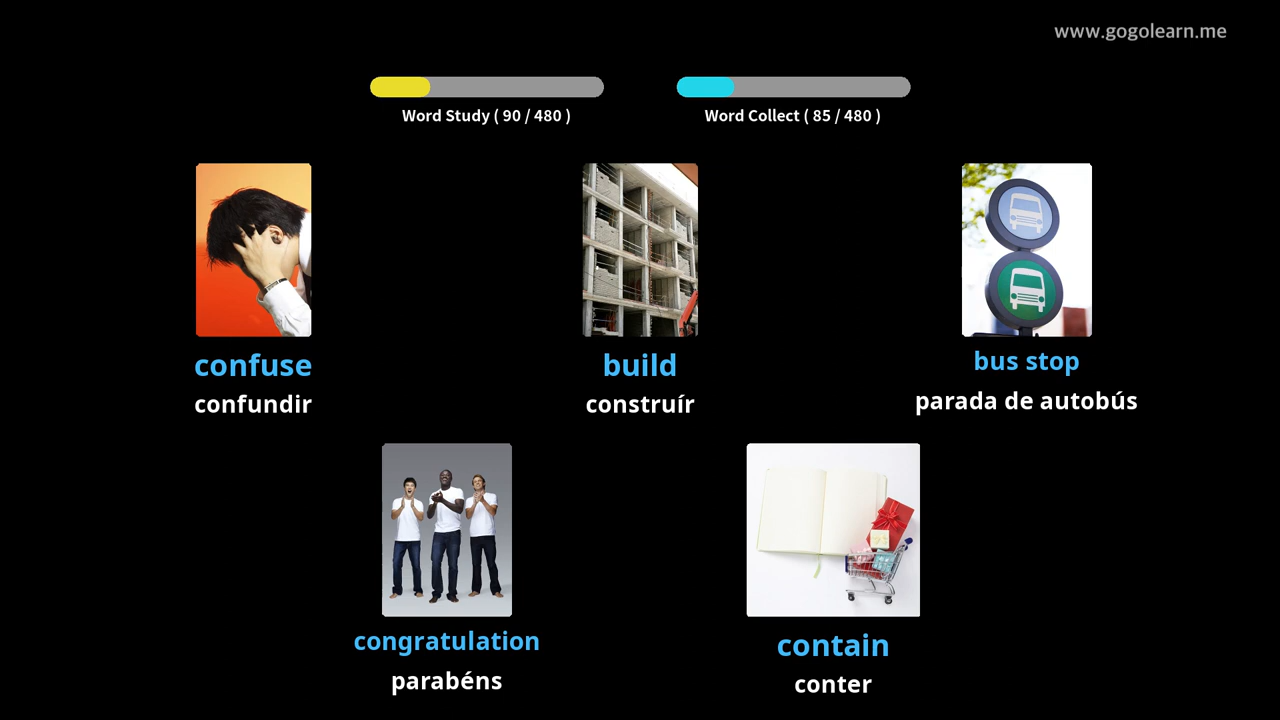 www.gogolearn.me
Word Study ( 90 / 480 )
Word Collect ( 85 / 480 )
confuse
confundir
build
construír
bus stop
parada de autobús
congratulation
parabéns
contain
conter